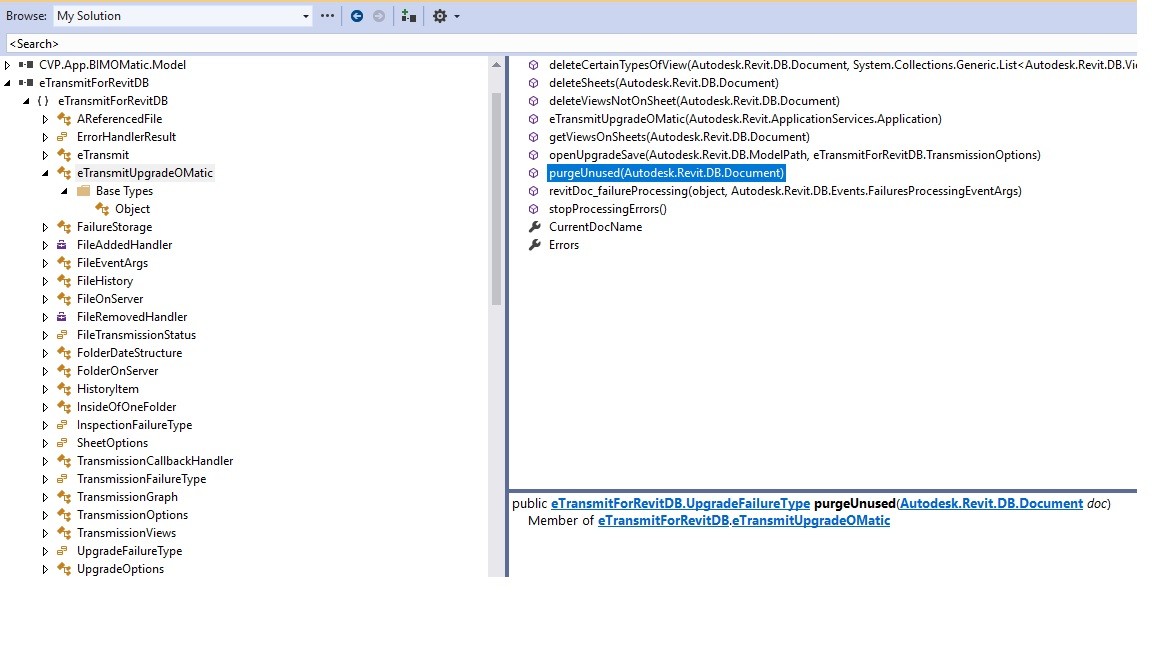 Browse: My Solution
<Search>
CVP.App.BIMOMatic.Model
eTransmitForRevitDB
{ } eTransmitForRevitDB
AReferencedFile
ErrorHandlerResult
eTransmit
eTransmitUpgradeOMatic
Base Types
Object
FailureStorage
FileAddedHandler
FileEventArgs
FileHistory
FileOnServer
FileRemovedHandler
FileTransmissionStatus
FolderDateStructure
FolderOnServer
HistoryItem
InsideOfOneFolder
InspectionFailureType
SheetOptions
TransmissionCallbackHandler
TransmissionFailureType
TransmissionGraph
TransmissionOptions
TransmissionViews
UpgradeFailureType
UpgradeOptions
deleteCertainTypesOfView(Autodesk.Revit.DB.Document, System.Collections.Generic.List<Autodesk.Revit.DB.Vi
deleteSheets(Autodesk.Revit.DB.Document)
deleteViewsNotOnSheet(Autodesk.Revit.DB.Document)
eTransmitUpgradeOMatic(Autodesk.Revit.ApplicationServices.Application)
getViewsOnSheets(Autodesk.Revit.DB.Document)
openUpgradeSave(Autodesk.Revit.DB.ModelPath, eTransmitForRevitDB.TransmissionOptions)
purgeUnused(Autodesk.Revit.DB.Document)
revitDoc_failureProcessing(object, Autodesk.Revit.DB.Events.FailuresProcessingEventArgs)
stopProcessingErrors()
CurrentDocName
Errors
public eTransmitForRevitDB.UpgradeFailureType purgeUnused(Autodesk.Revit.DB.Document doc)
Member of eTransmitForRevitDB.eTransmitUpgradeOMatic